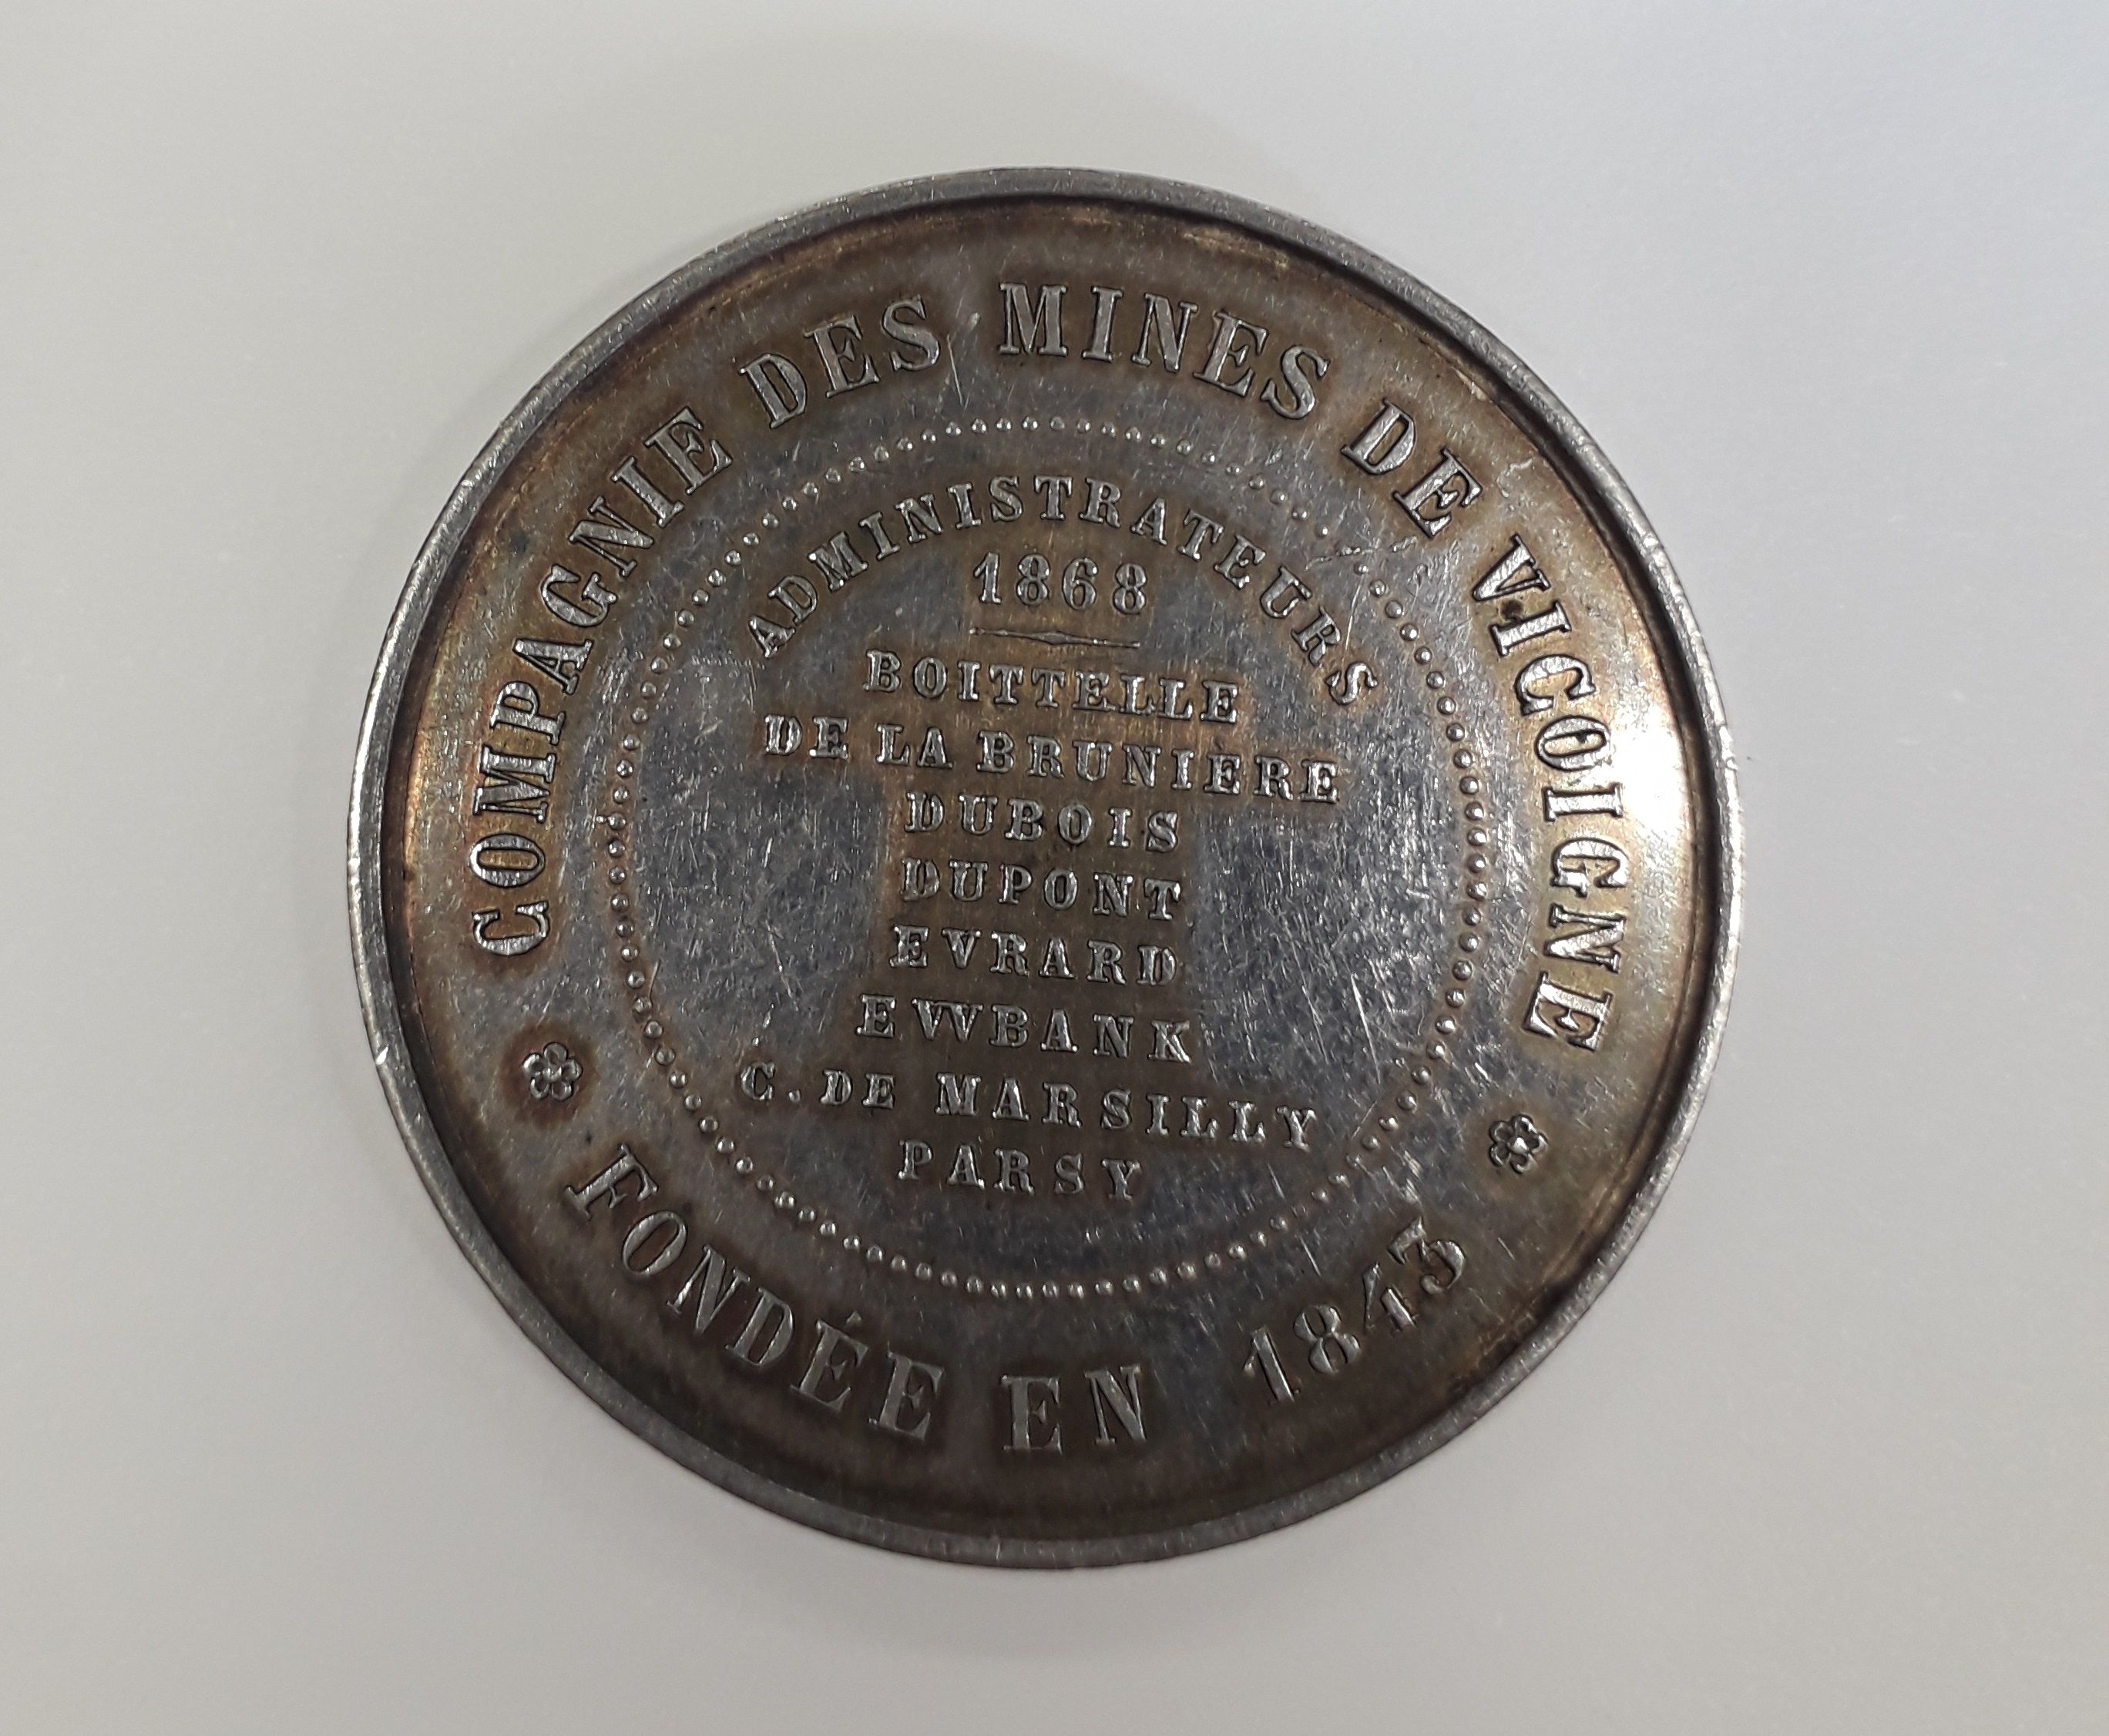 COMPAGNIE DES MINES DE VICOIGNE
ADMINISTRATEURS
1868
BOITTELLE
DE LA BRUNIÈRE
DUBOIS
DUPONT
EVRARD
EWBANK
C. DE MARSILLY
PARSY
FONDÉE EN 1843